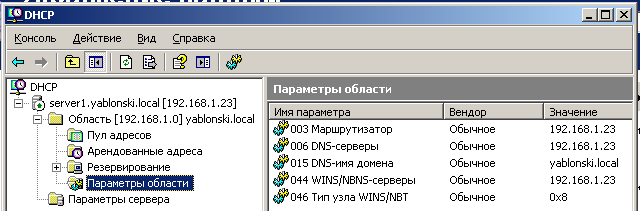 DHCP
Консоль Действие Вид Справка
DHCP
server1.yablonski.local [192.168.1.23]
Область [192.168.1.0] yablonski.local
Пул адресов
Арендованные адреса
Резервирование
Параметры области
Параметры сервера
Параметры области
Имя параметра Вендор Значение
003 Маршрутизатор Обычное 192.168.1.23
006 DNS-серверы Обычное 192.168.1.23
015 DNS-имя домена Обычное yablonski.local
044 WINS/NBNS-серверы Обычное 192.168.1.23
046 Тип узла WINS/NBT Обычное 0x8